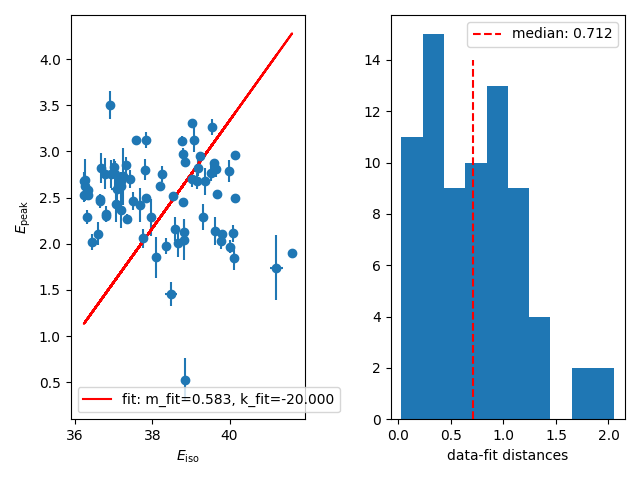 4.0
3.5
3.0
2.5
2.0
1.5
1.0
0.5
E_peak
fit: m_fit=0.583, k_fit=-20.000
36 38 40
E_iso
median: 0.712
14
12
10
8
6
4
2
0
0.0 0.5 1.0 1.5 2.0
data-fit distances